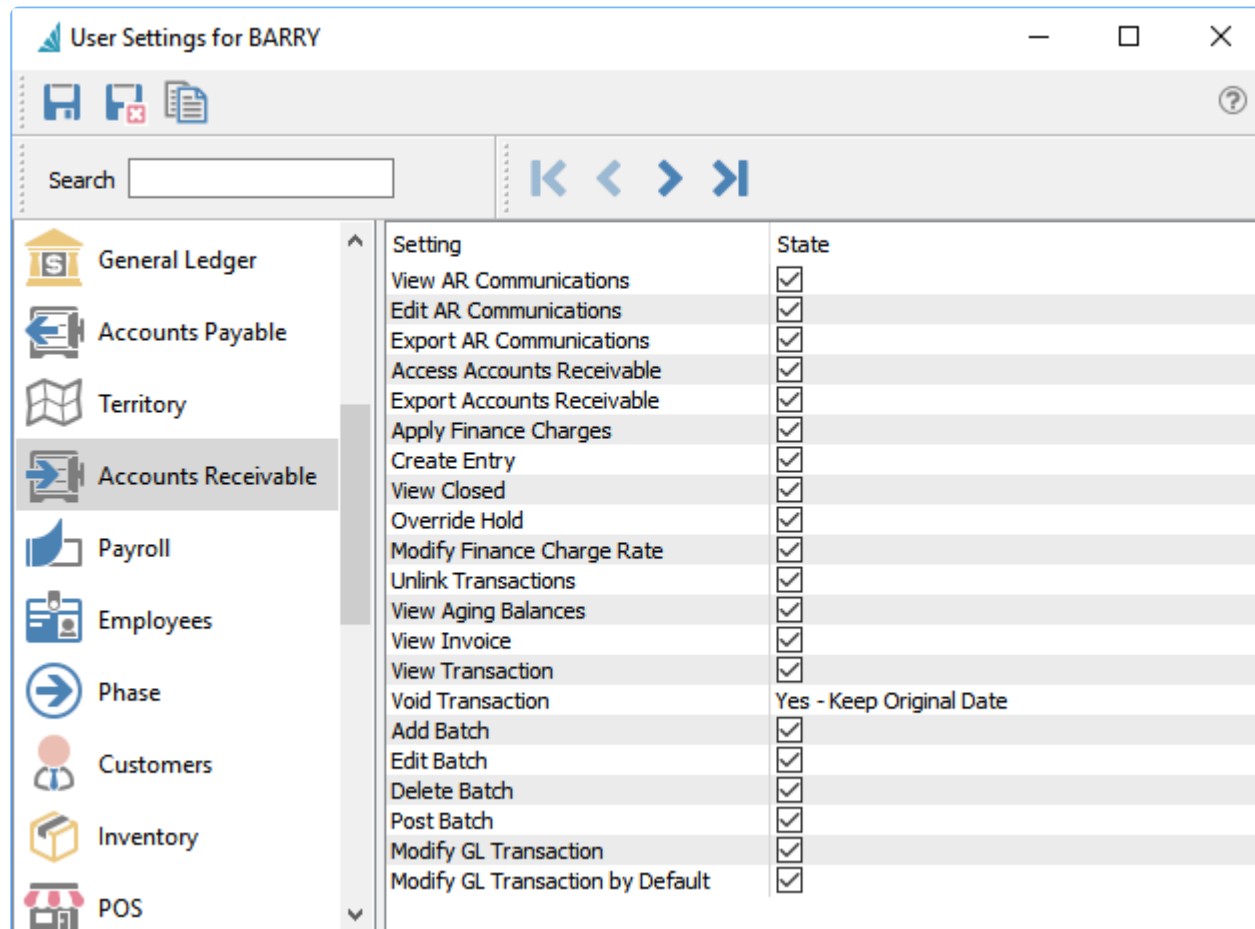 User Settings for BARRY
Search
General Ledger
Accounts Payable
Territory
Accounts Receivable
Payroll
Employees
Phase
Customers
Inventory
POS
Setting State
View AR Communications
Edit AR Communications
Export AR Communications
Access Accounts Receivable
Export Accounts Receivable
Apply Finance Charges
Create Entry
View Closed
Override Hold
Modify Finance Charge Rate
Unlink Transactions
View Aging Balances
View Invoice
View Transaction
Void Transaction Yes - Keep Original Date
Add Batch
Edit Batch
Delete Batch
Post Batch
Modify GL Transaction
Modify GL Transaction by Default